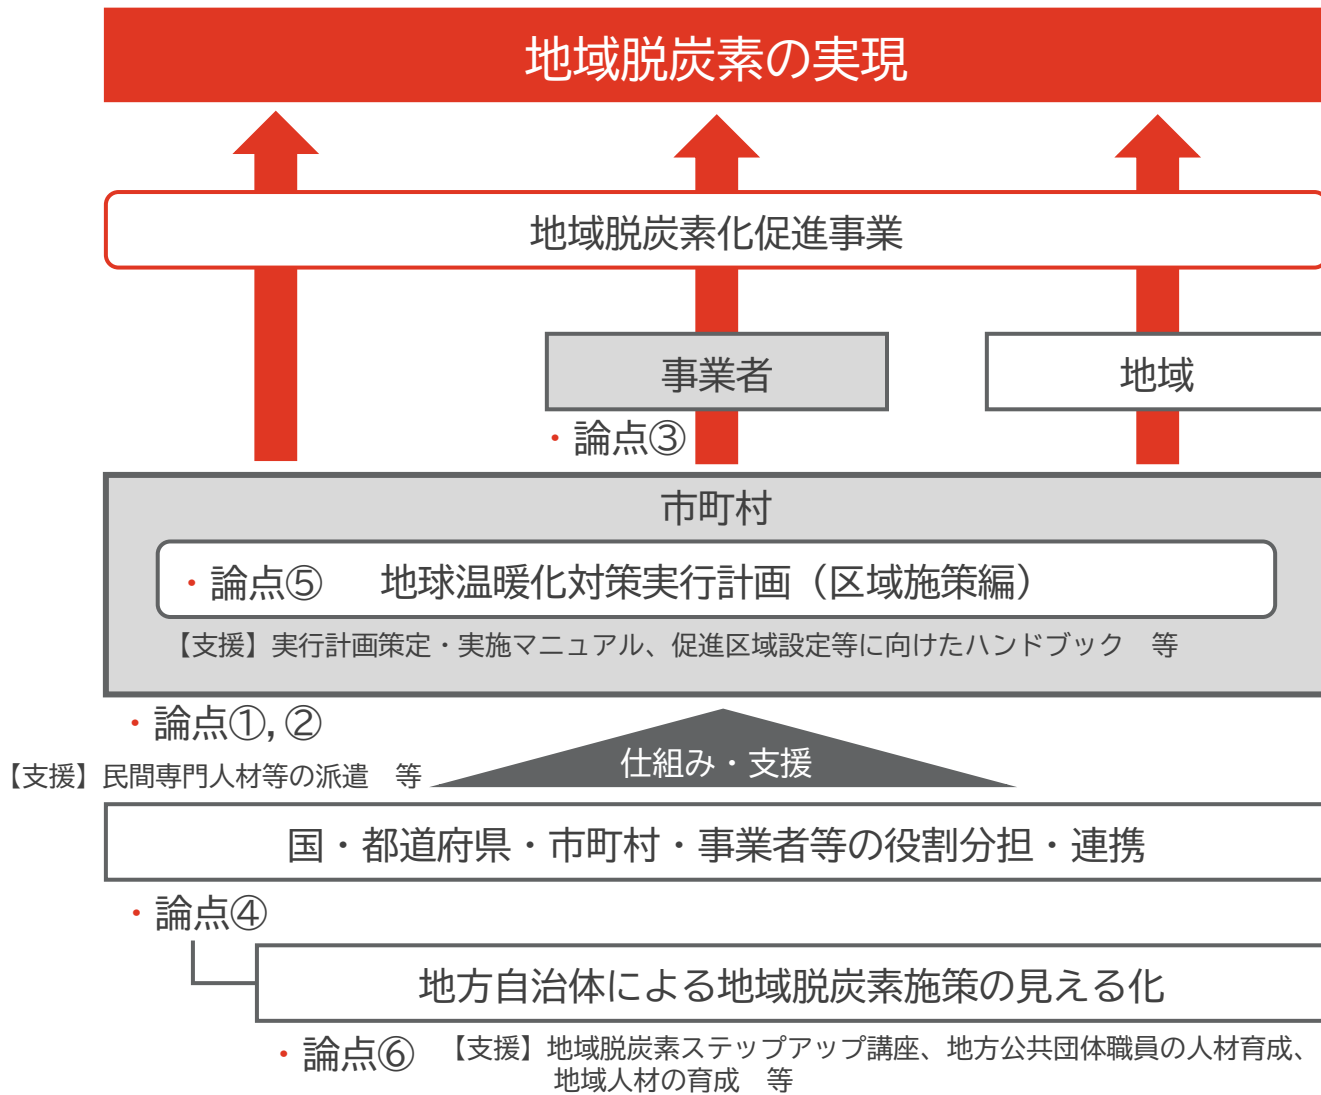 地域脱炭素の実現
地域脱炭素化促進事業
事業者
地域
・論点③
市町村
・論点⑤　地球温暖化対策実行計画（区域施策編）
【支援】実行計画策定・実施マニュアル、促進区域設定等に向けたハンドブック　等
・論点①,②
【支援】民間専門人材等の派遣　等
仕組み・支援
国・都道府県・市町村・事業者等の役割分担・連携
・論点④
地方自治体による地域脱炭素施策の見える化
・論点⑥
【支援】地域脱炭素ステップアップ講座、地方公共団体職員の人材育成、
地域人材の育成　等